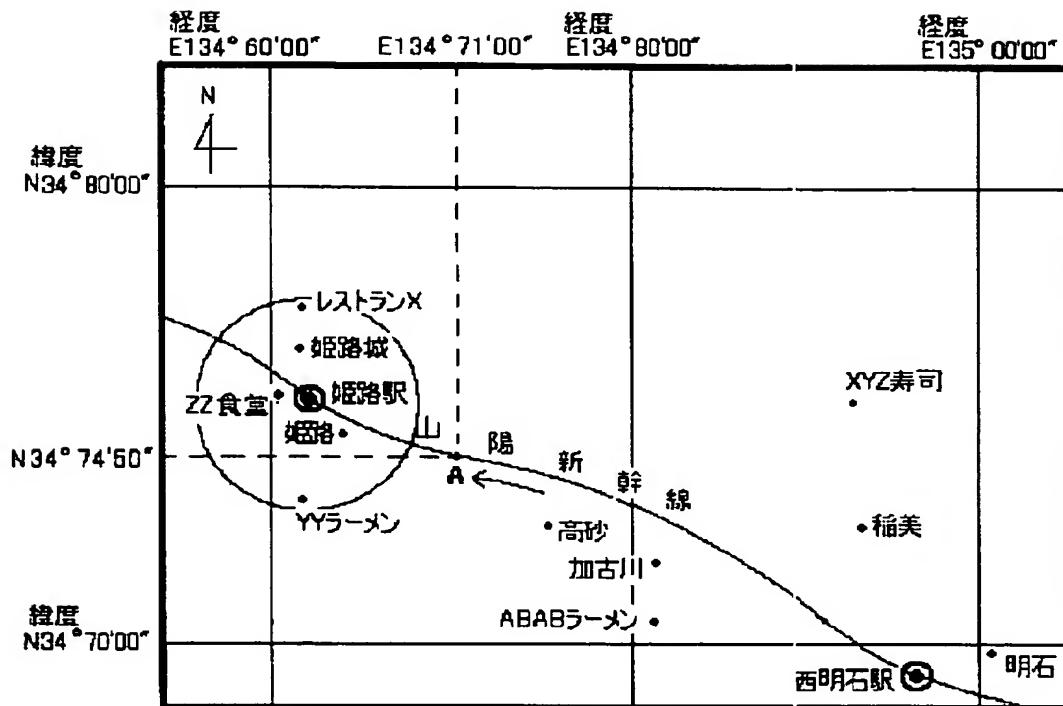 経度
E134°60'00"
E134°71'00"
経度
E134°80'00"
経度
E135°00'00"
N
緯度
N34°80'00"
レストランX
姫路城
ZZ食堂
姫路駅
姫路
XYZ寿司
N34°74'50"
山陽新幹線
A
YYラーメン
高砂
稲美
加古川
ABABラーメン
緯度
N34°70'00"
西明石駅
明石